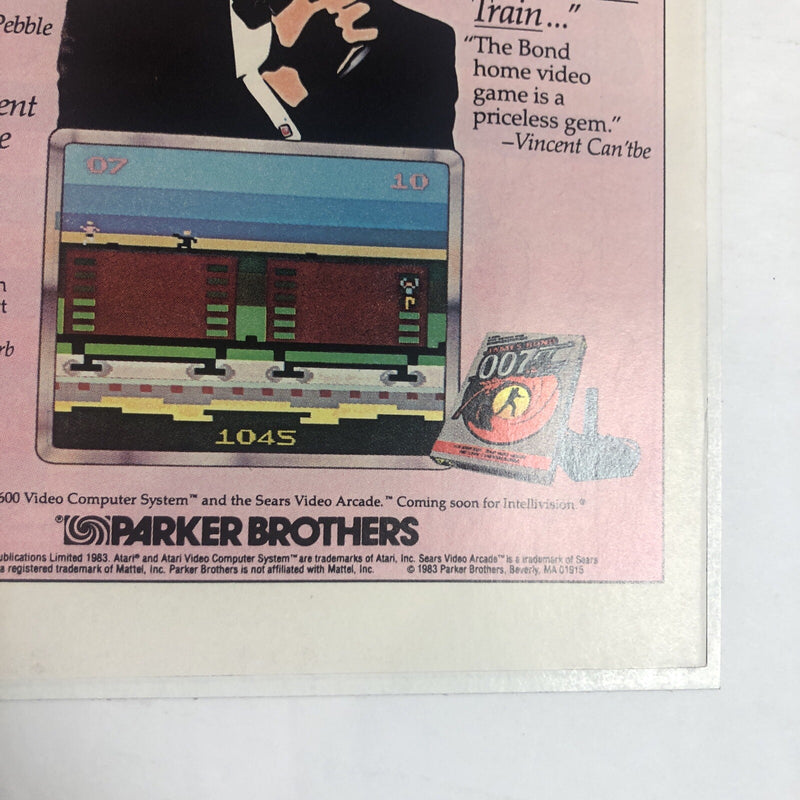 Pebble
ent
e
n
t
rb
Train..."
"The Bond
home video
game is a
priceless gem."
–Vincent Can'tbe
07
10
1045
JAMES BOND
007
600 Video Computer System™ and the Sears Video Arcade.™ Coming soon for Intellivision.®
®PARKER BROTHERS
ublications Limited 1983. Atari® and Atari Video Computer System™ are trademarks of Atari, Inc. Sears Video Arcade™ is a trademark of Sears
a registered trademark of Mattel, Inc. Parker Brothers is not affiliated with Mattel, Inc. © 1983 Parker Brothers, Beverly, MA 01915